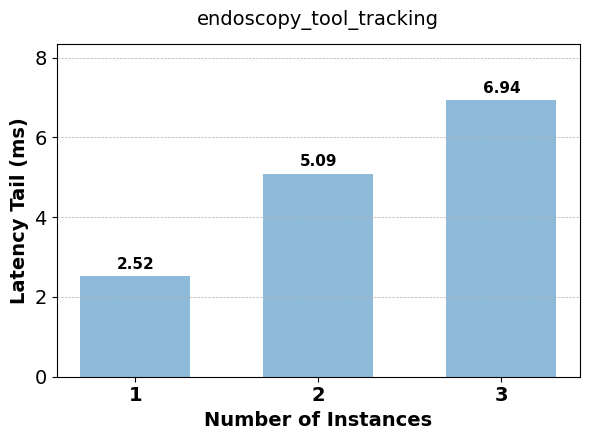 endoscopy_tool_tracking
8
6
4
2
0
Latency Tail (ms)
2.52
5.09
6.94
1 2 3
Number of Instances